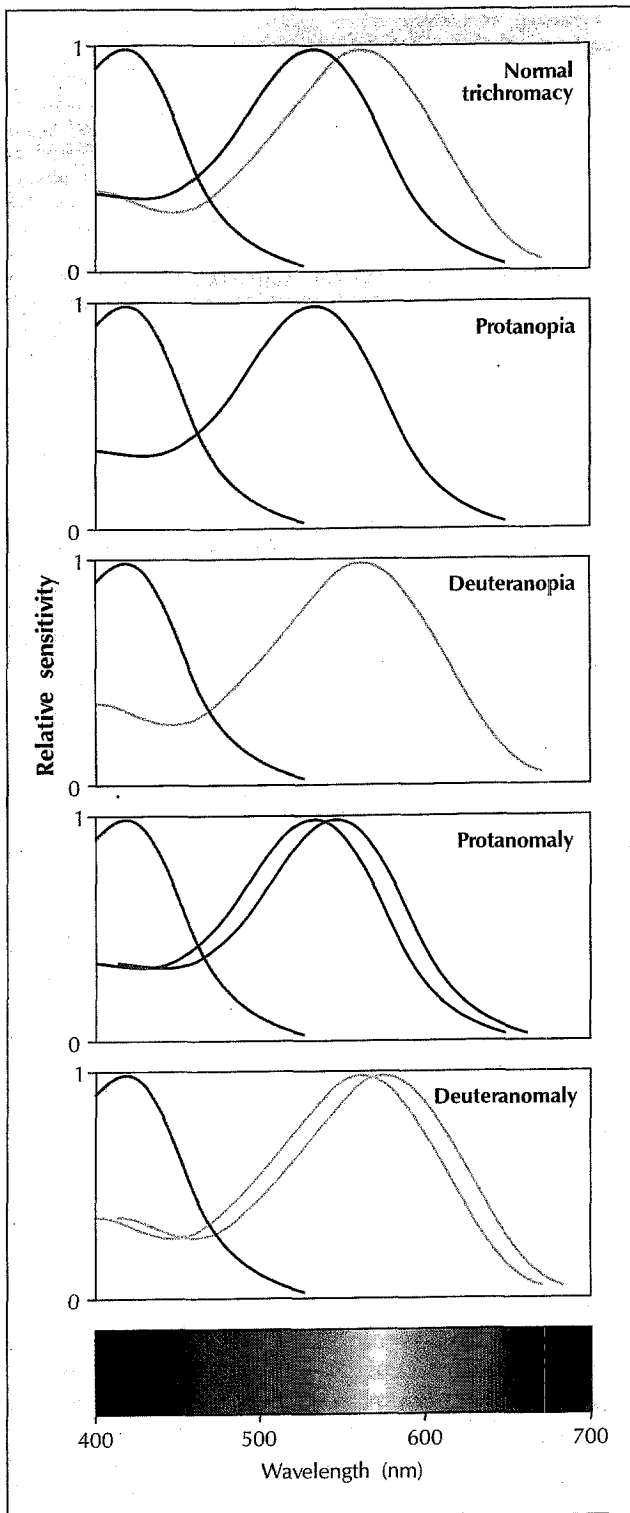 1
Normal
trichromacy
0
1
Protanopia
0
1
Deuteranopia
Relative sensitivity
0
1
Protanomaly
0
1
Deuteranomaly
0
400 500 600 700
Wavelength (nm)